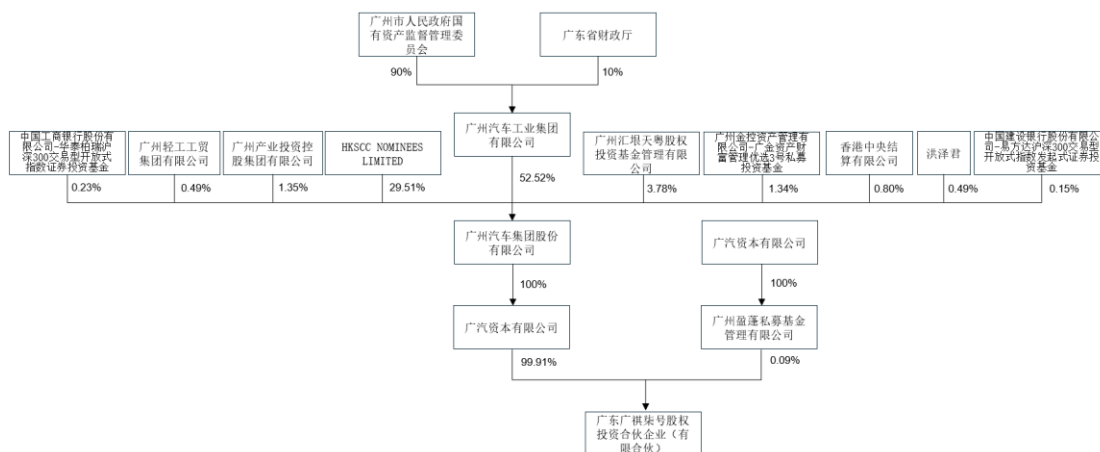 广州市人民政府国
有资产监督管理委
员会
广东省财政厅
90%
10%
中国工商银行股份有
限公司-华泰柏瑞沪
深300交易型开放式
指数证券投资基金
广州轻工工贸
集团有限公司
广州产业投资控
股集团有限公司
HKSCC NOMINEES
LIMITED
广州汽车工业集团
有限公司
广州汇垠天粤股权
投资基金管理有限公
司
广州金控资产管理有
限公司-广金资产财
富管理优选3号私募
投资基金
香港中央结
算有限公司
洪泽君
中国建设银行股份有限公
司-易方达沪深300交易型
开放式指数发起式证券投
资基金
0.23%
0.49%
1.35%
29.51%
52.52%
3.78%
1.34%
0.80%
0.49%
0.15%
广州汽车集团股份
有限公司
广汽资本有限公司
100%
100%
广汽资本有限公司
广州盈蓬私募基金
管理有限公司
99.91%
0.09%
广东广祺柒号股权
投资合伙企业（有
限合伙）